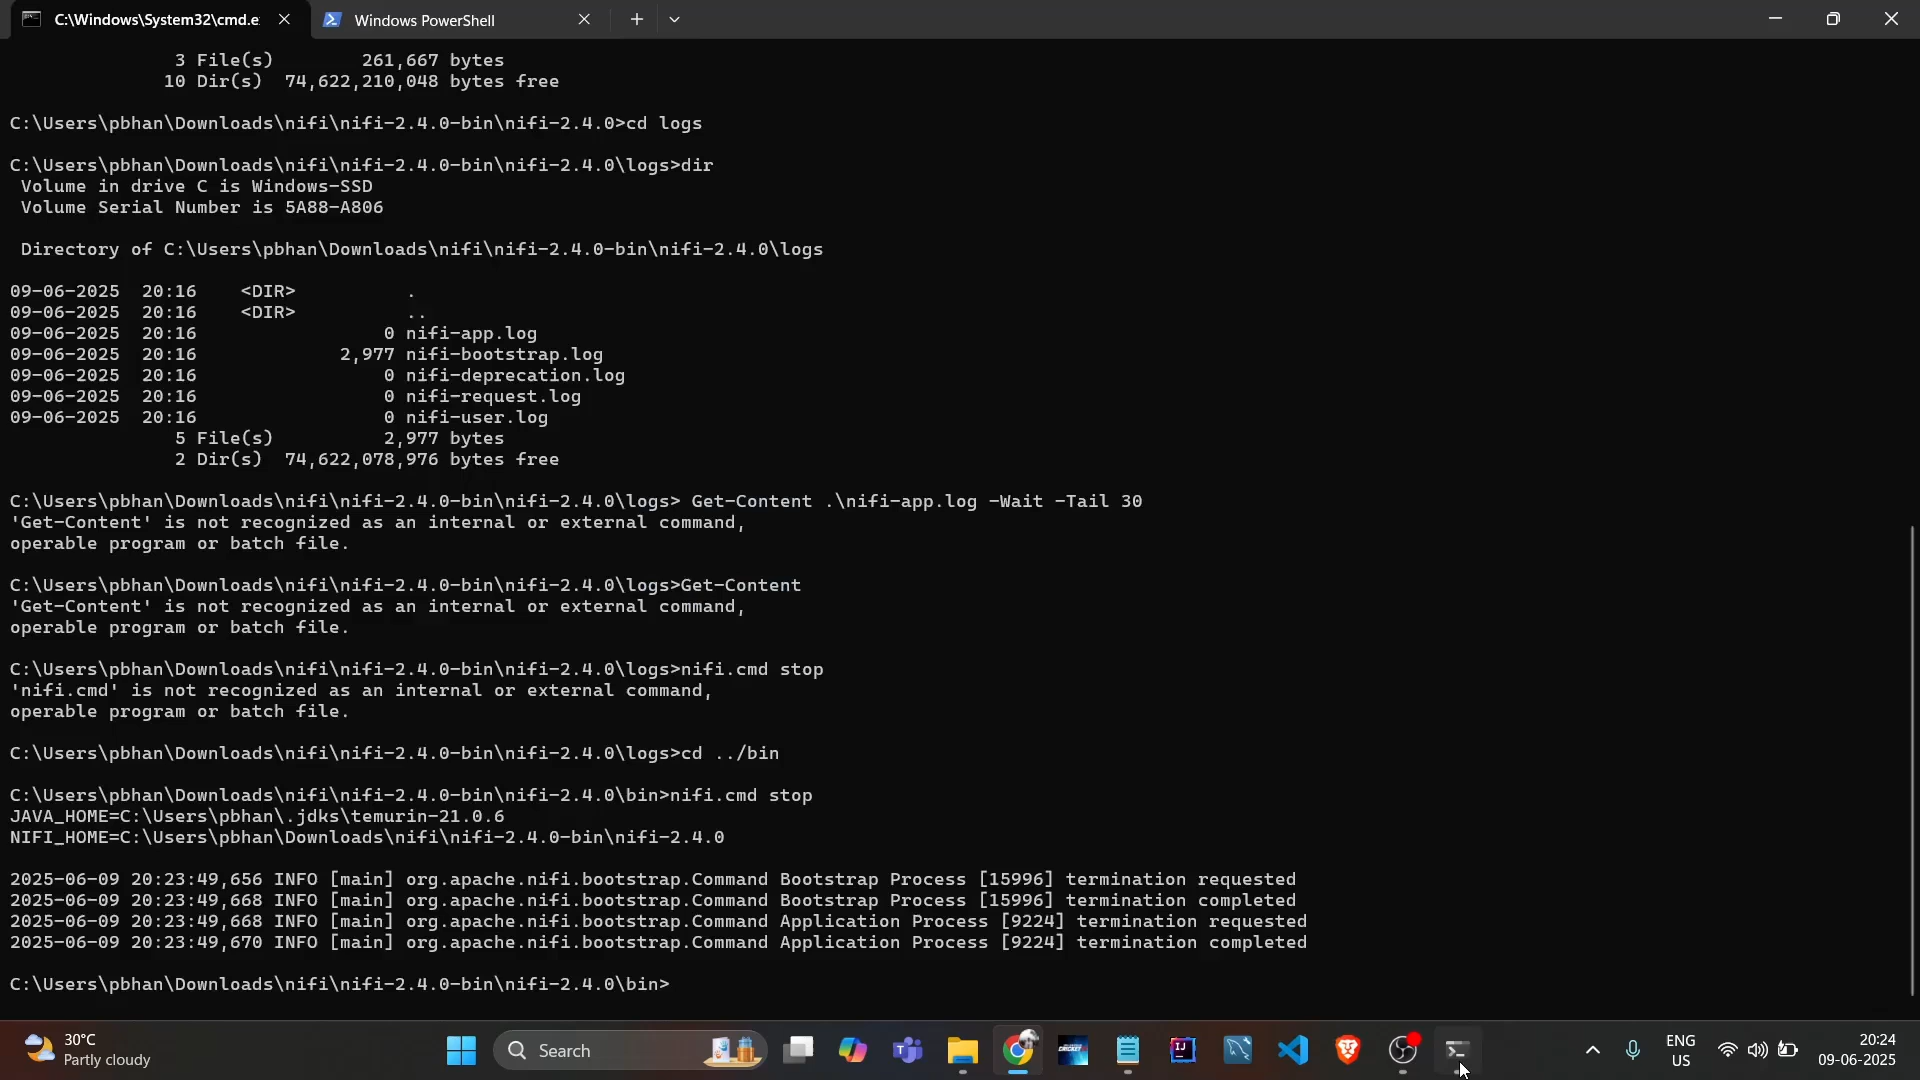 C:\Windows\System32\cmd.e
Windows PowerShell
3 File(s) 261,667 bytes
10 Dir(s) 74,622,210,048 bytes free
C:\Users\pbhan\Downloads\nifi\nifi-2.4.0-bin\nifi-2.4.0>cd logs
C:\Users\pbhan\Downloads\nifi\nifi-2.4.0-bin\nifi-2.4.0\logs>dir
Volume in drive C is Windows-SSD
Volume Serial Number is 5A88-A806
Directory of C:\Users\pbhan\Downloads\nifi\nifi-2.4.0-bin\nifi-2.4.0\logs
09-06-2025 20:16 <DIR> .
09-06-2025 20:16 <DIR> ..
09-06-2025 20:16 0 nifi-app.log
09-06-2025 20:16 2,977 nifi-bootstrap.log
09-06-2025 20:16 0 nifi-deprecation.log
09-06-2025 20:16 0 nifi-request.log
09-06-2025 20:16 0 nifi-user.log
5 File(s) 2,977 bytes
2 Dir(s) 74,622,078,976 bytes free
C:\Users\pbhan\Downloads\nifi\nifi-2.4.0-bin\nifi-2.4.0\logs> Get-Content .\nifi-app.log -Wait -Tail 30
'Get-Content' is not recognized as an internal or external command,
operable program or batch file.
C:\Users\pbhan\Downloads\nifi\nifi-2.4.0-bin\nifi-2.4.0\logs>Get-Content
'Get-Content' is not recognized as an internal or external command,
operable program or batch file.
C:\Users\pbhan\Downloads\nifi\nifi-2.4.0-bin\nifi-2.4.0\logs>nifi.cmd stop
'nifi.cmd' is not recognized as an internal or external command,
operable program or batch file.
C:\Users\pbhan\Downloads\nifi\nifi-2.4.0-bin\nifi-2.4.0\logs>cd ../bin
C:\Users\pbhan\Downloads\nifi\nifi-2.4.0-bin\nifi-2.4.0\bin>nifi.cmd stop
JAVA_HOME=C:\Users\pbhan\.jdks\temurin-21.0.6
NIFI_HOME=C:\Users\pbhan\Downloads\nifi\nifi-2.4.0-bin\nifi-2.4.0
2025-06-09 20:23:49,656 INFO [main] org.apache.nifi.bootstrap.Command Bootstrap Process [15996] termination requested
2025-06-09 20:23:49,668 INFO [main] org.apache.nifi.bootstrap.Command Bootstrap Process [15996] termination completed
2025-06-09 20:23:49,668 INFO [main] org.apache.nifi.bootstrap.Command Application Process [9224] termination requested
2025-06-09 20:23:49,670 INFO [main] org.apache.nifi.bootstrap.Command Application Process [9224] termination completed
C:\Users\pbhan\Downloads\nifi\nifi-2.4.0-bin\nifi-2.4.0\bin>
30°C
Partly cloudy
Search
ENG
US
20:24
09-06-2025